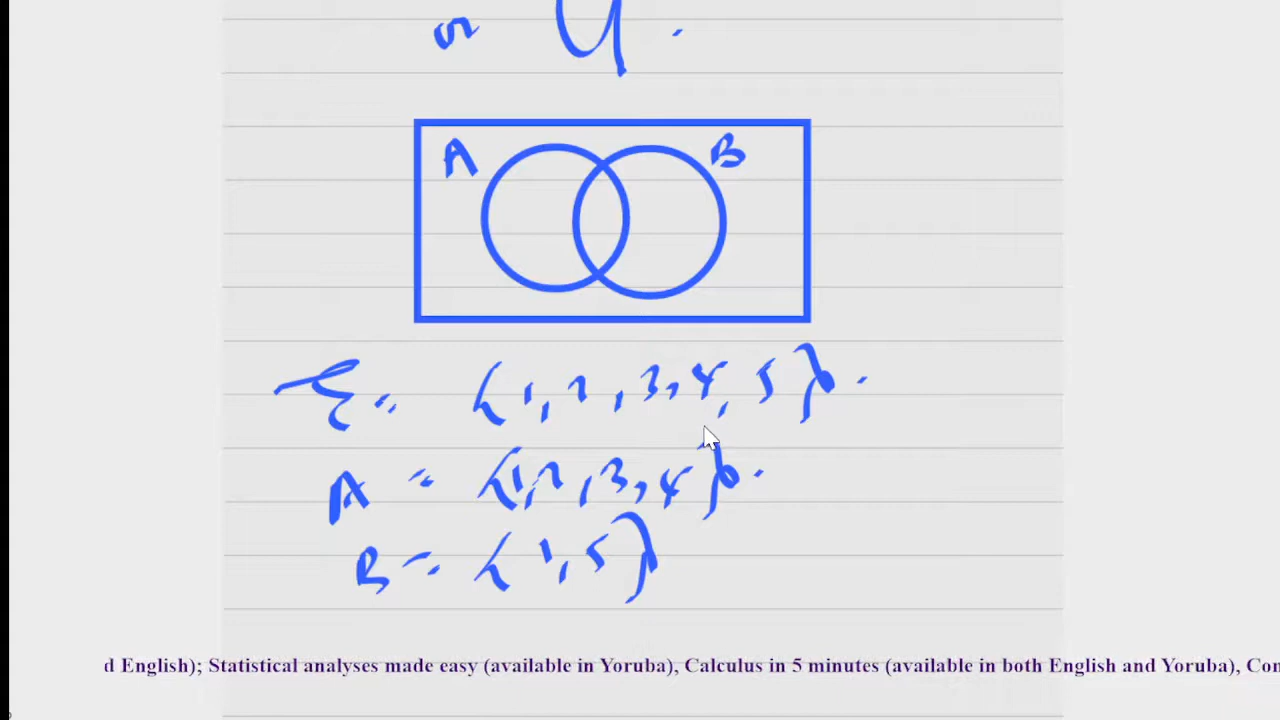 or U.
A B
Σ = {1, 2, 3, 4, 5}.
A = {1, 2, 3, 4}.
B = {1, 5}
d English); Statistical analyses made easy (available in Yoruba), Calculus in 5 minutes (available in both English and Yoruba), Con